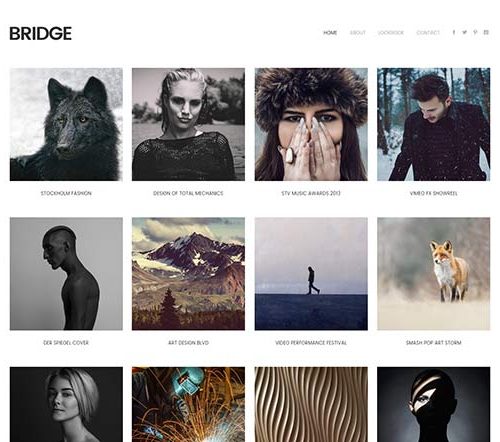 BRIDGE
HOME ABOUT LOOKBOOK CONTACT
STOCKHOLM FASHION
DESIGN OF TOTAL MECHANICS
STV MUSIC AWARDS 2013
VIMEO FX SHOWREEL
DER SPIEGEL COVER
ART DESIGN BLVD
VIDEO PERFORMANCE FESTIVAL
SMASH POP ART STORM